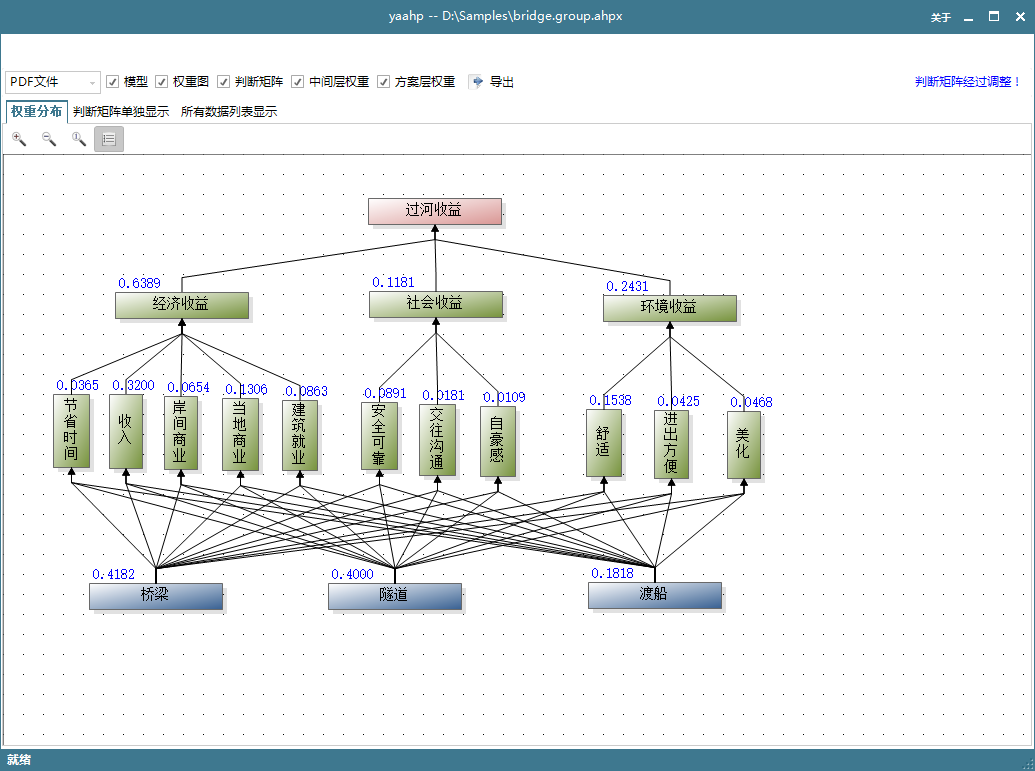 yaahp -- D:\Samples\bridge.group.ahpx
关于
PDF文件 模型 权重图 判断矩阵 中间层权重 方案层权重 导出 判断矩阵经过调整！
权重分布 判断矩阵单独显示 所有数据列表显示
过河收益
0.6389 0.1181 0.2431
经济收益 社会收益 环境收益
0.0365 0.3200 0.0654 0.1306 0.0863 0.0891 0.0181 0.0109 0.1538 0.0425 0.0468
节省时间
收入
岸间商业
当地商业
建筑就业
安全可靠
交往沟通
自豪感
舒适
进出方便
美化
0.4182 0.4000 0.1818
桥梁 隧道 渡船
就绪